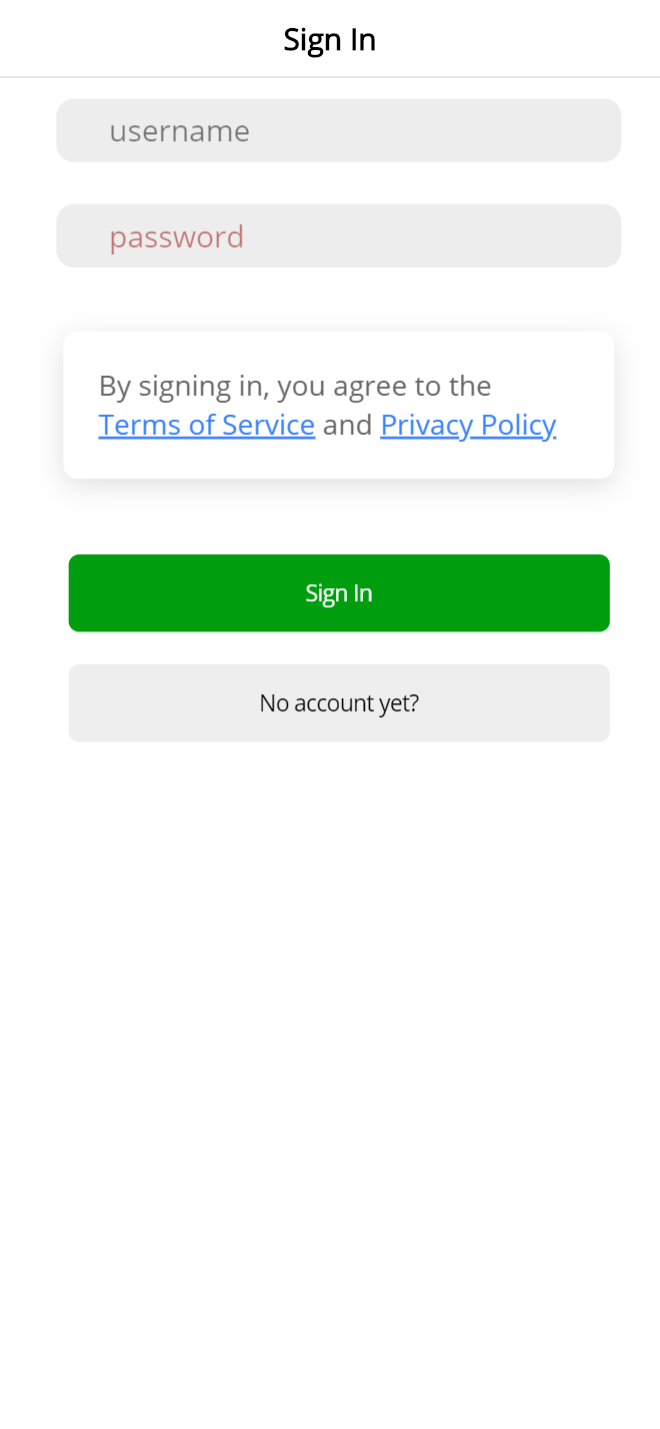 Sign In
username
password
By signing in, you agree to the
Terms of Service and Privacy Policy
Sign In
No account yet?